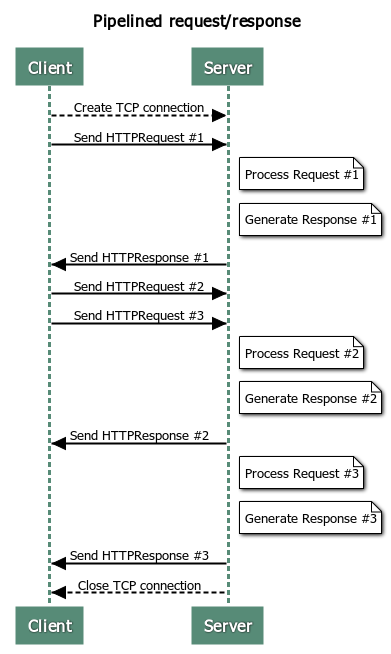 Pipelined request/response
Client
Server
Create TCP connection
Send HTTPRequest #1
Process Request #1
Generate Response #1
Send HTTPResponse #1
Send HTTPRequest #2
Send HTTPRequest #3
Process Request #2
Generate Response #2
Send HTTPResponse #2
Process Request #3
Generate Response #3
Send HTTPResponse #3
Close TCP connection
Client
Server